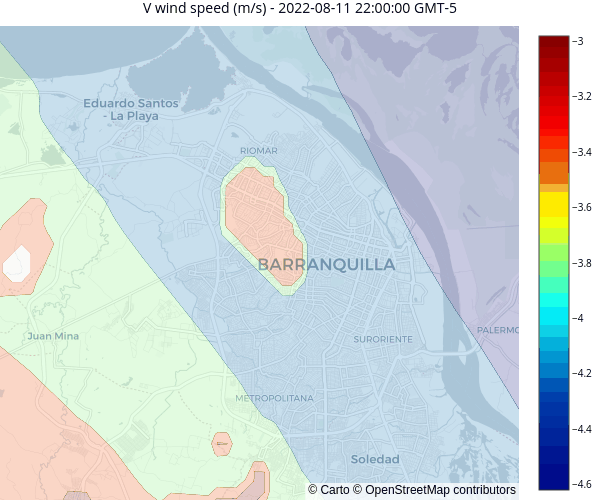 V wind speed (m/s) - 2022-08-11 22:00:00 GMT-5
Eduardo Santos
- La Playa
RIOMAR
BARRANQUILLA
Juan Mina
SURORIENTE
PALERMO
METROPOLITANA
Soledad
© Carto © OpenStreetMap contributors
−3
−3.2
−3.4
−3.6
−3.8
−4
−4.2
−4.4
−4.6